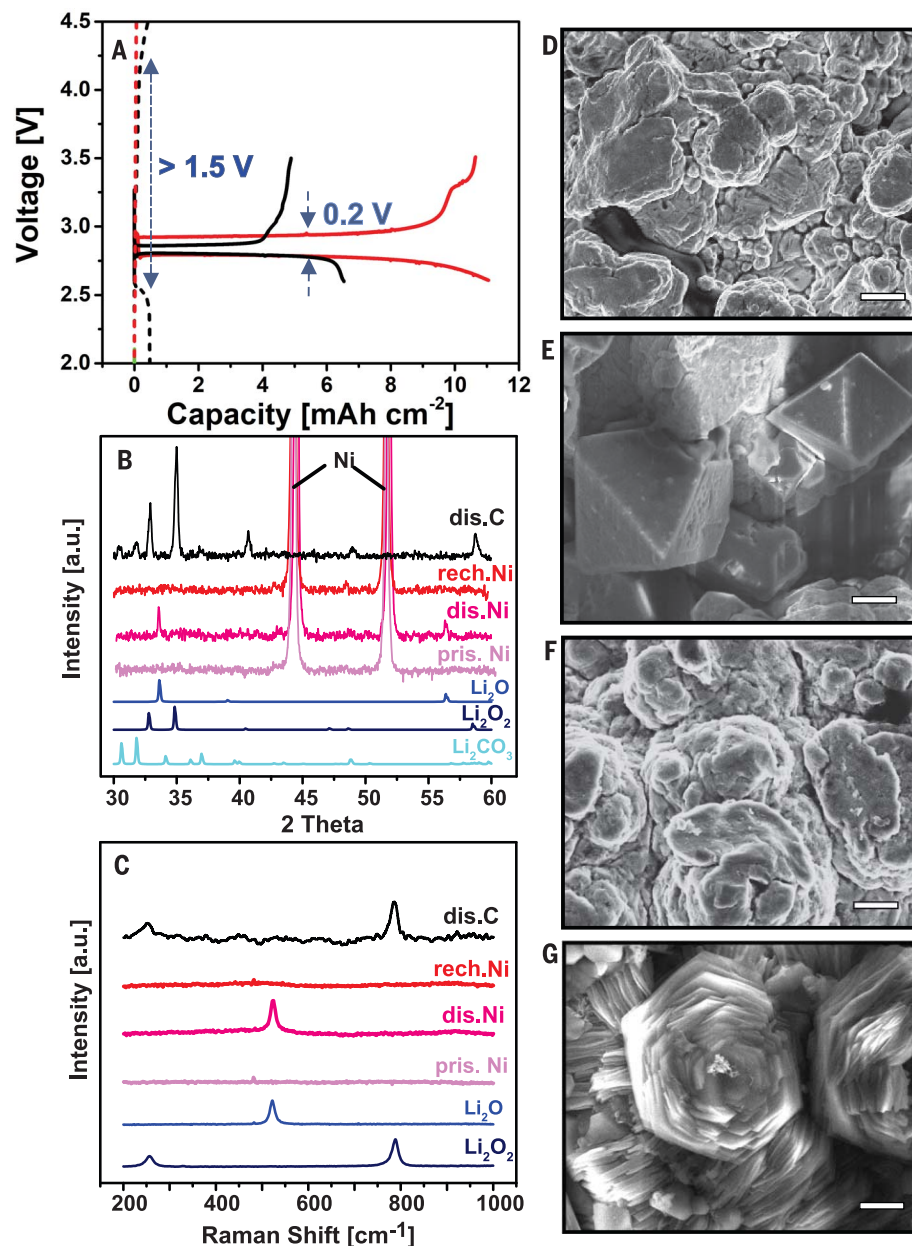 A
Voltage [V]
4.5
4.0
3.5
3.0
2.5
2.0
> 1.5 V
0.2 V
0 2 4 6 8 10 12
Capacity [mAh cm⁻²]
B
Intensity [a.u.]
Ni
dis.C
rech.Ni
dis.Ni
pris. Ni
Li₂O
Li₂O₂
Li₂CO₃
30 35 40 45 50 55 60
2 Theta
C
Intensity [a.u.]
dis.C
rech.Ni
dis.Ni
pris. Ni
Li₂O
Li₂O₂
200 400 600 800 1000
Raman Shift [cm⁻¹]
D
E
F
G